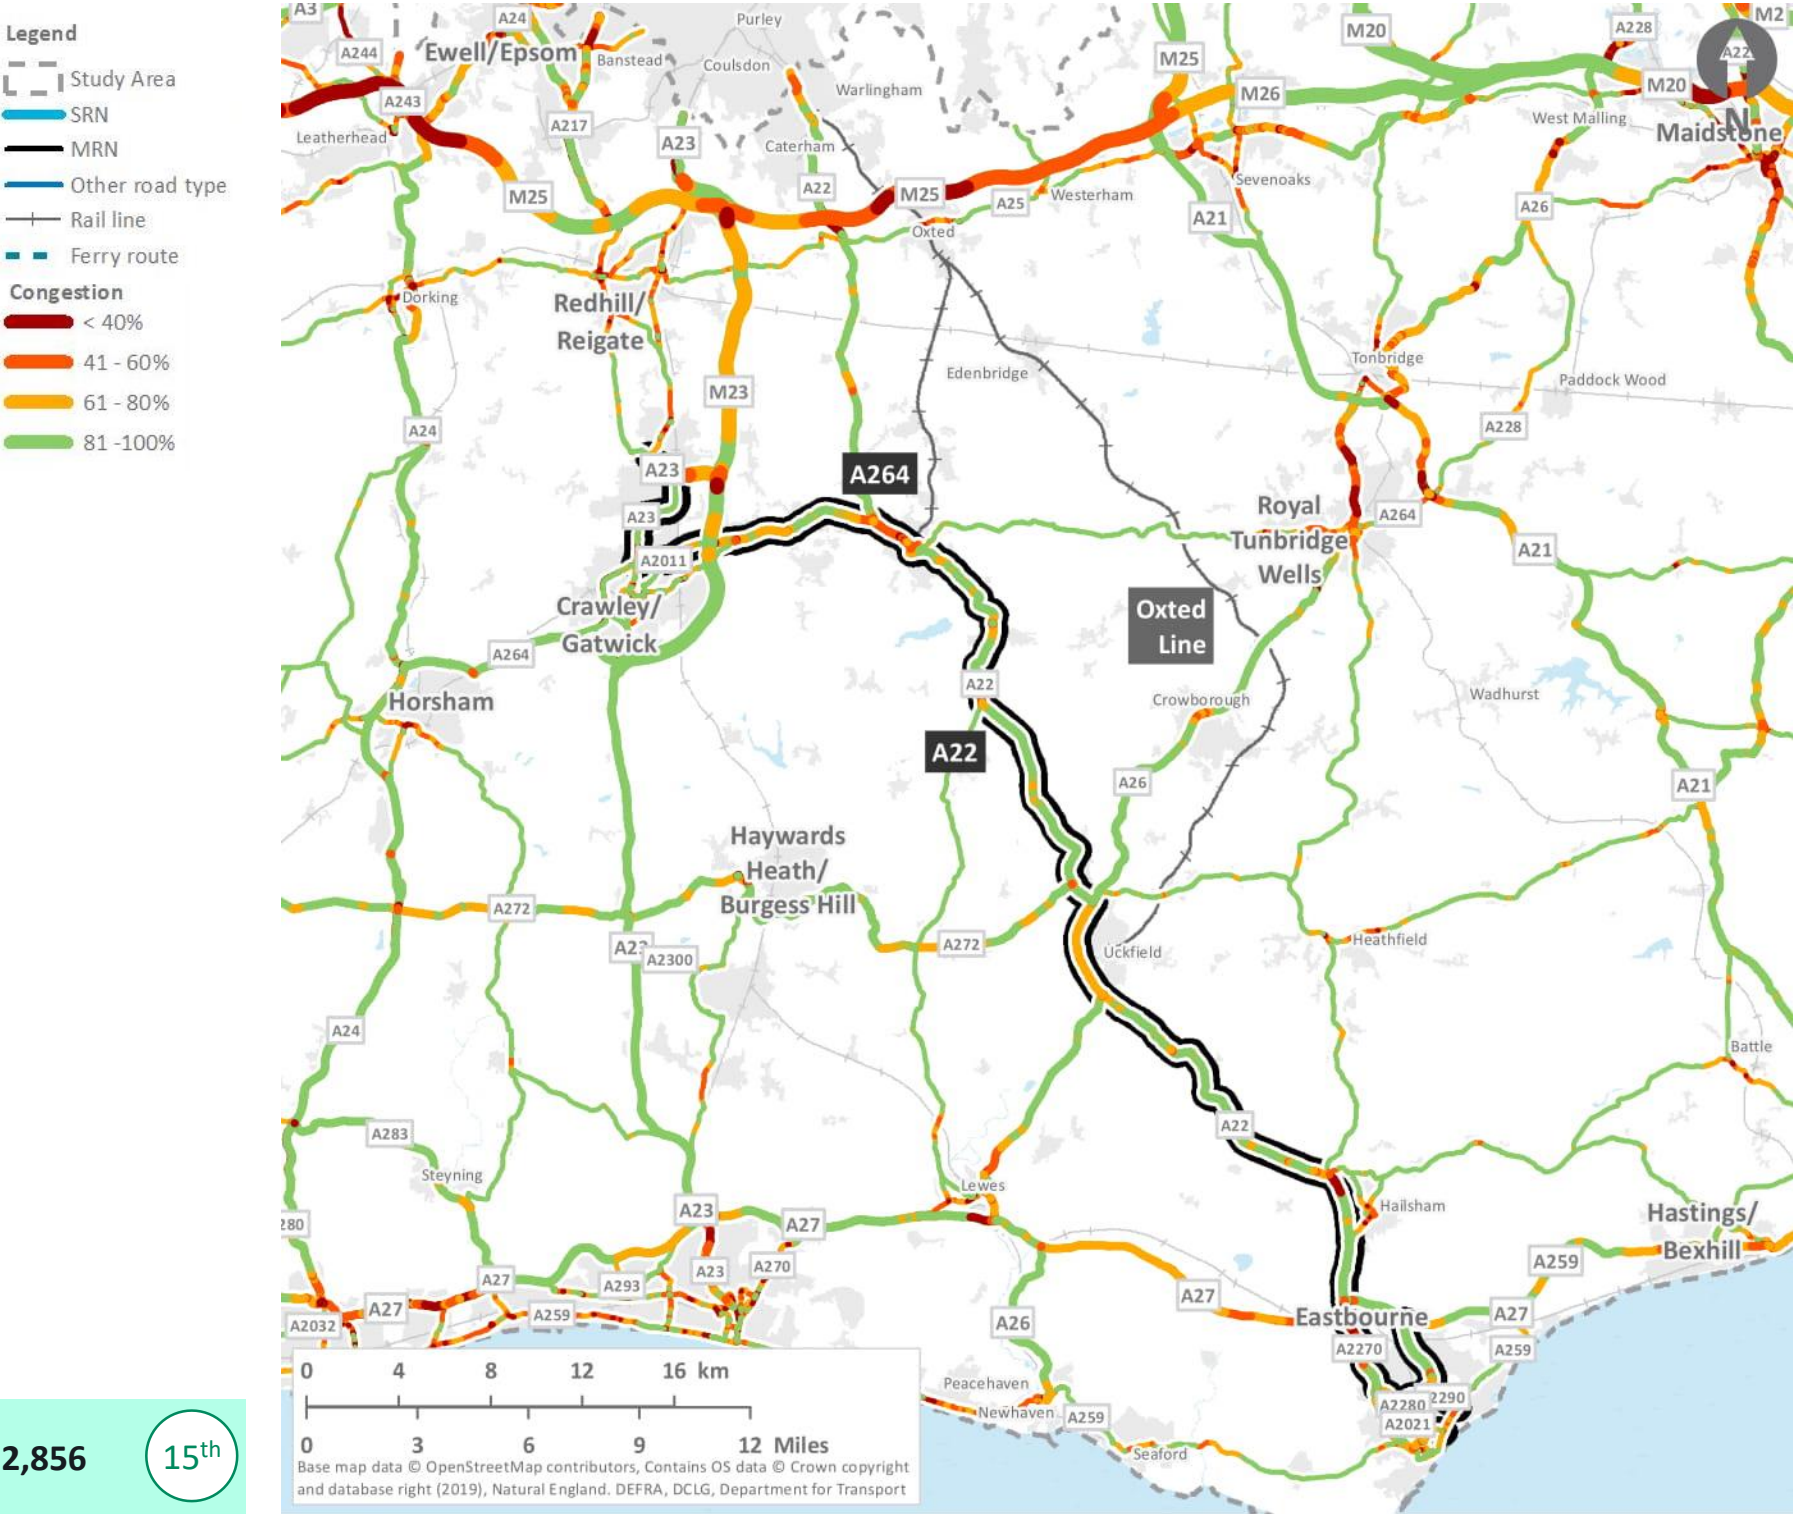 Legend
Study Area
SRN
MRN
Other road type
Rail line
Ferry route
Congestion
< 40%
41 - 60%
61 - 80%
81 -100%
2,856
15th
A3
A24
Purley
M20
A228
M2
A244
Ewell/Epsom
Banstead
Coulsdon
M25
A22
Warlingham
M26
M20
A243
Leatherhead
A217
A23
Caterham
West Malling
N
Maidstone
M25
A22
M25
A25
Westerham
Sevenoaks
A21
A26
Oxted
Dorking
Redhill/
Reigate
Edenbridge
Tonbridge
Paddock Wood
M23
A24
A228
A23
A264
A23
Royal
Tunbridge
Wells
A264
A2011
A21
Crawley/
Gatwick
Oxted
Line
A264
A22
Horsham
Crowborough
Wadhurst
A22
A26
A21
Haywards
Heath/
Burgess Hill
A272
A272
A2300
Uckfield
Heathfield
A24
Battle
A22
A283
Steyning
Lewes
Hailsham
A23
A27
280
Hastings/
Bexhill
A27
A293
A23
A270
A259
A27
A27
A259
A2032
A26
Eastbourne
A27
A2270
A259
0 4 8 12 16 km
0 3 6 9 12 Miles
Peacehaven
Newhaven
A259
A2280
2290
A2021
Seaford
Base map data © OpenStreetMap contributors, Contains OS data © Crown copyright
and database right (2019), Natural England. DEFRA, DCLG, Department for Transport